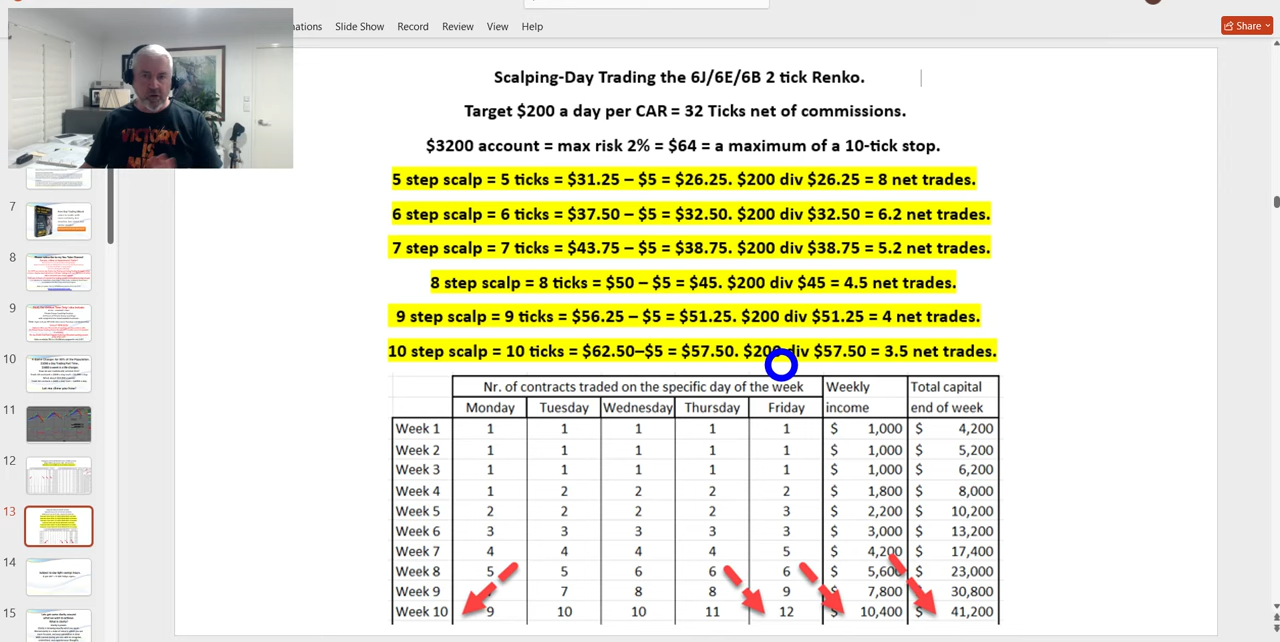 ations Slide Show Record Review View Help
Share
VICTORY
IS
7
8
9
10
11
12
13
14
15
Scalping-Day Trading the 6J/6E/6B 2 tick Renko.
Target $200 a day per CAR = 32 Ticks net of commissions.
$3200 account = max risk 2% = $64 = a maximum of a 10-tick stop.
5 step scalp = 5 ticks = $31.25 – $5 = $26.25. $200 div $26.25 = 8 net trades.
6 step scalp = 6 ticks = $37.50 – $5 = $32.50. $200 div $32.50 = 6.2 net trades.
7 step scalp = 7 ticks = $43.75 – $5 = $38.75. $200 div $38.75 = 5.2 net trades.
8 step scalp = 8 ticks = $50 – $5 = $45. $200 div $45 = 4.5 net trades.
9 step scalp = 9 ticks = $56.25 – $5 = $51.25. $200 div $51.25 = 4 net trades.
10 step scalp = 10 ticks = $62.50–$5 = $57.50. $200 div $57.50 = 3.5 net trades.
Nr. of contracts traded on the specific day of the week Weekly Total capital
Monday Tuesday Wednesday Thursday Friday income end of week
Week 1 1 1 1 1 1 $ 1,000 $ 4,200
Week 2 1 1 1 1 1 $ 1,000 $ 5,200
Week 3 1 1 1 1 1 $ 1,000 $ 6,200
Week 4 1 2 2 2 2 $ 1,800 $ 8,000
Week 5 2 2 2 2 3 $ 2,200 $ 10,200
Week 6 2 3 3 3 3 $ 3,000 $ 13,200
Week 7 4 4 4 4 5 $ 4,200 $ 17,400
Week 8 5 5 6 6 6 $ 5,600 $ 23,000
Week 9 7 8 8 9 $ 7,800 $ 30,800
Week 10 10 10 11 12 $ 10,400 $ 41,200